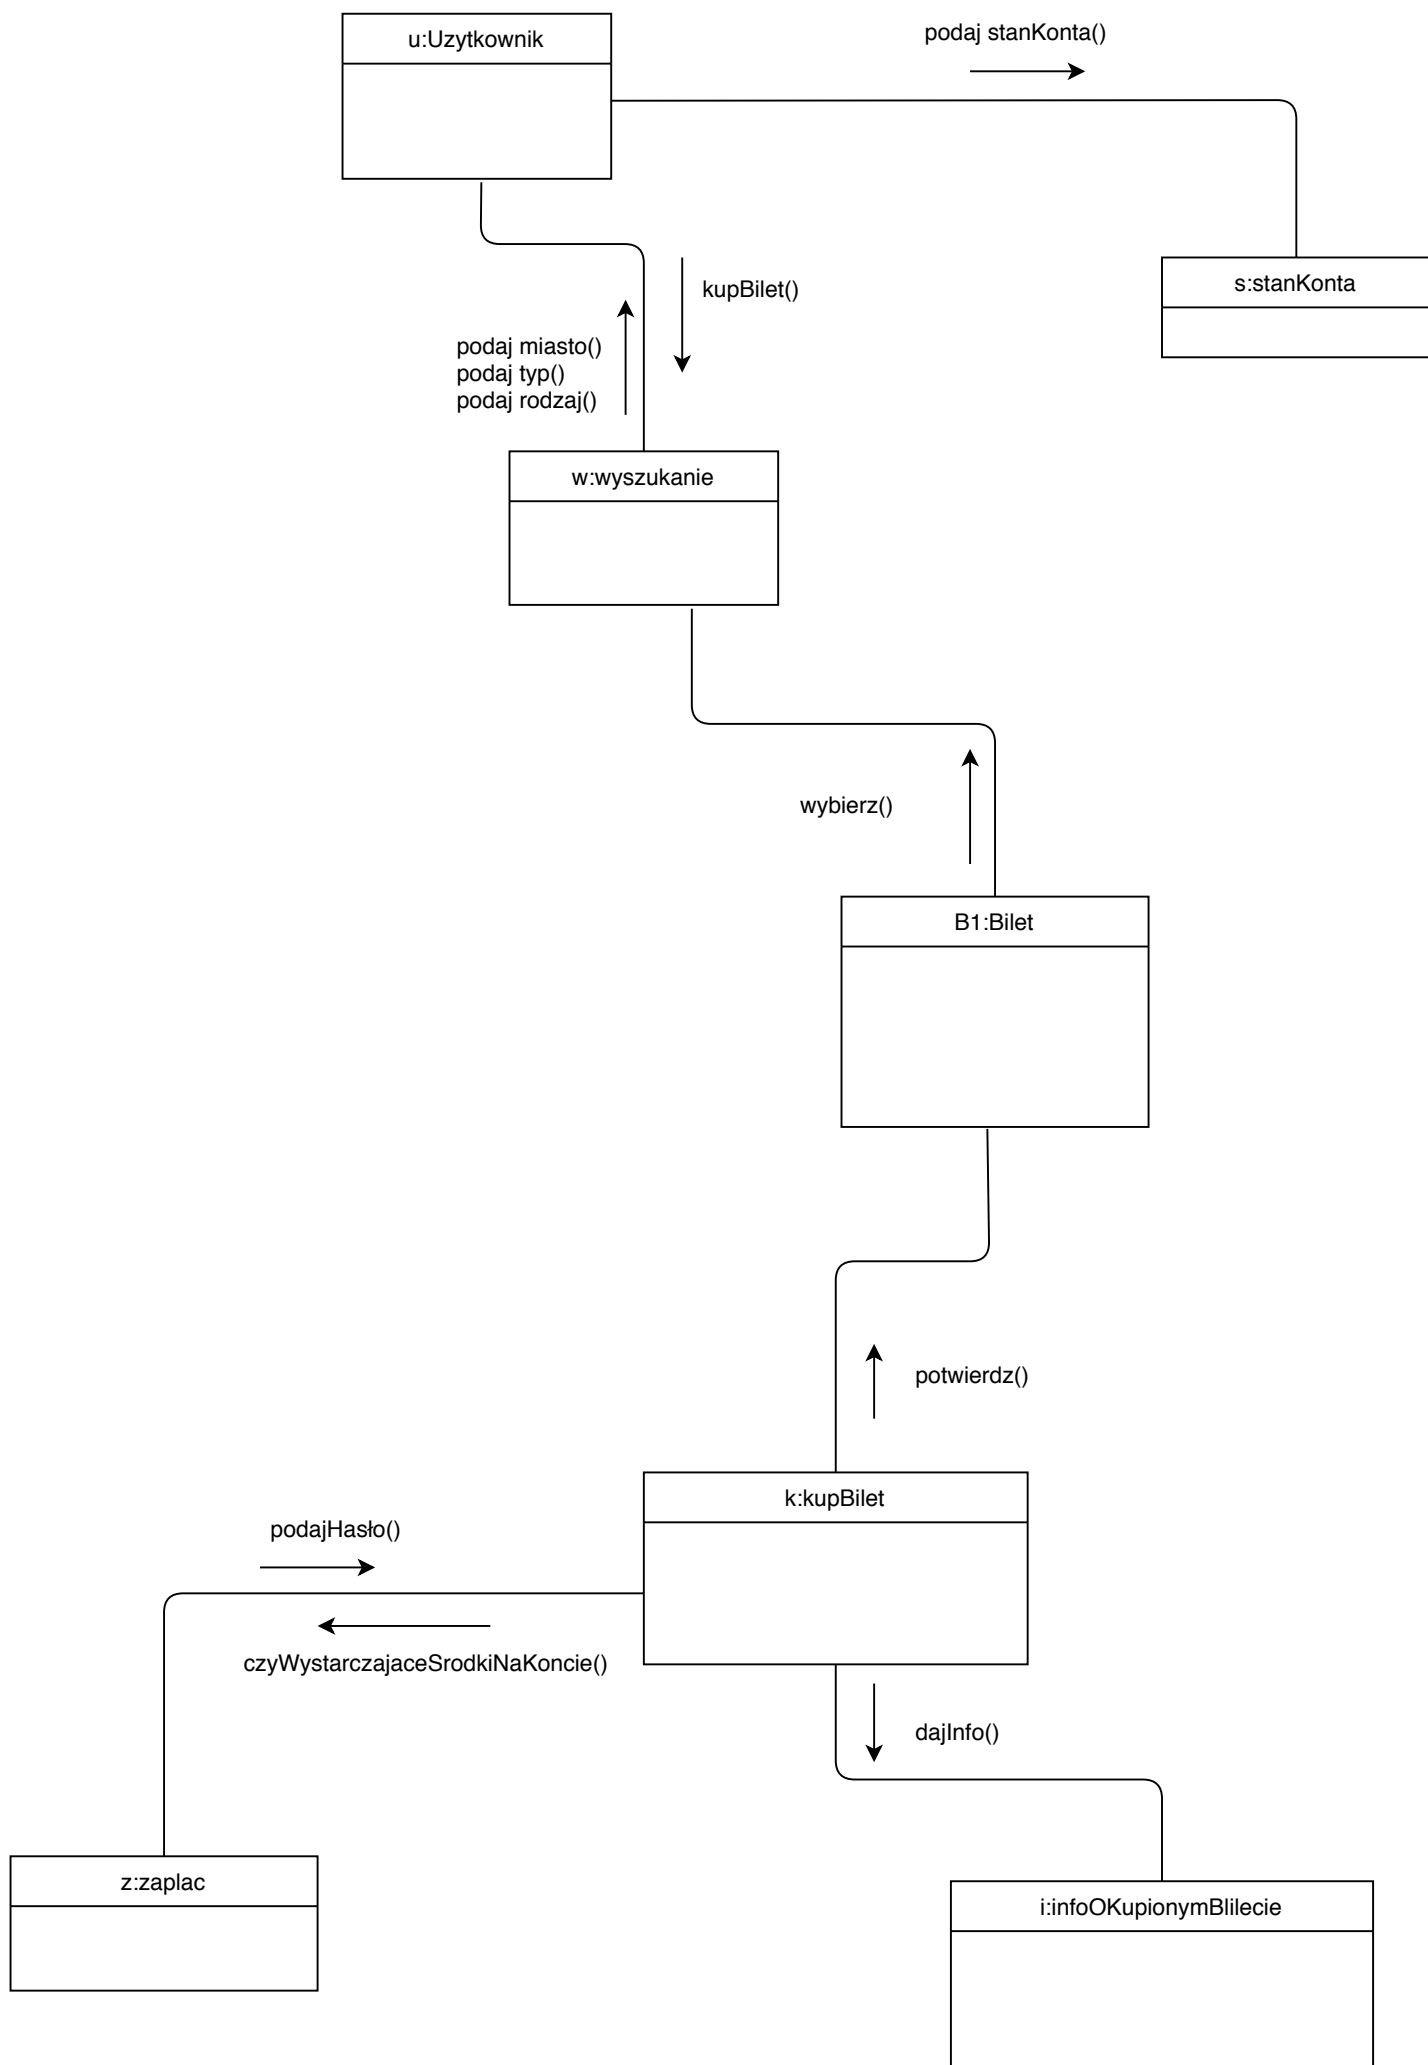 u:Uzytkownik
podaj stanKonta()
s:stanKonta
kupBilet()
podaj miasto()
podaj typ()
podaj rodzaj()
w:wyszukanie
wybierz()
B1:Bilet
potwierdz()
k:kupBilet
podajHasło()
czyWystarczajaceSrodkiNaKoncie()
dajInfo()
z:zaplac
i:infoOKupionymBlilecie